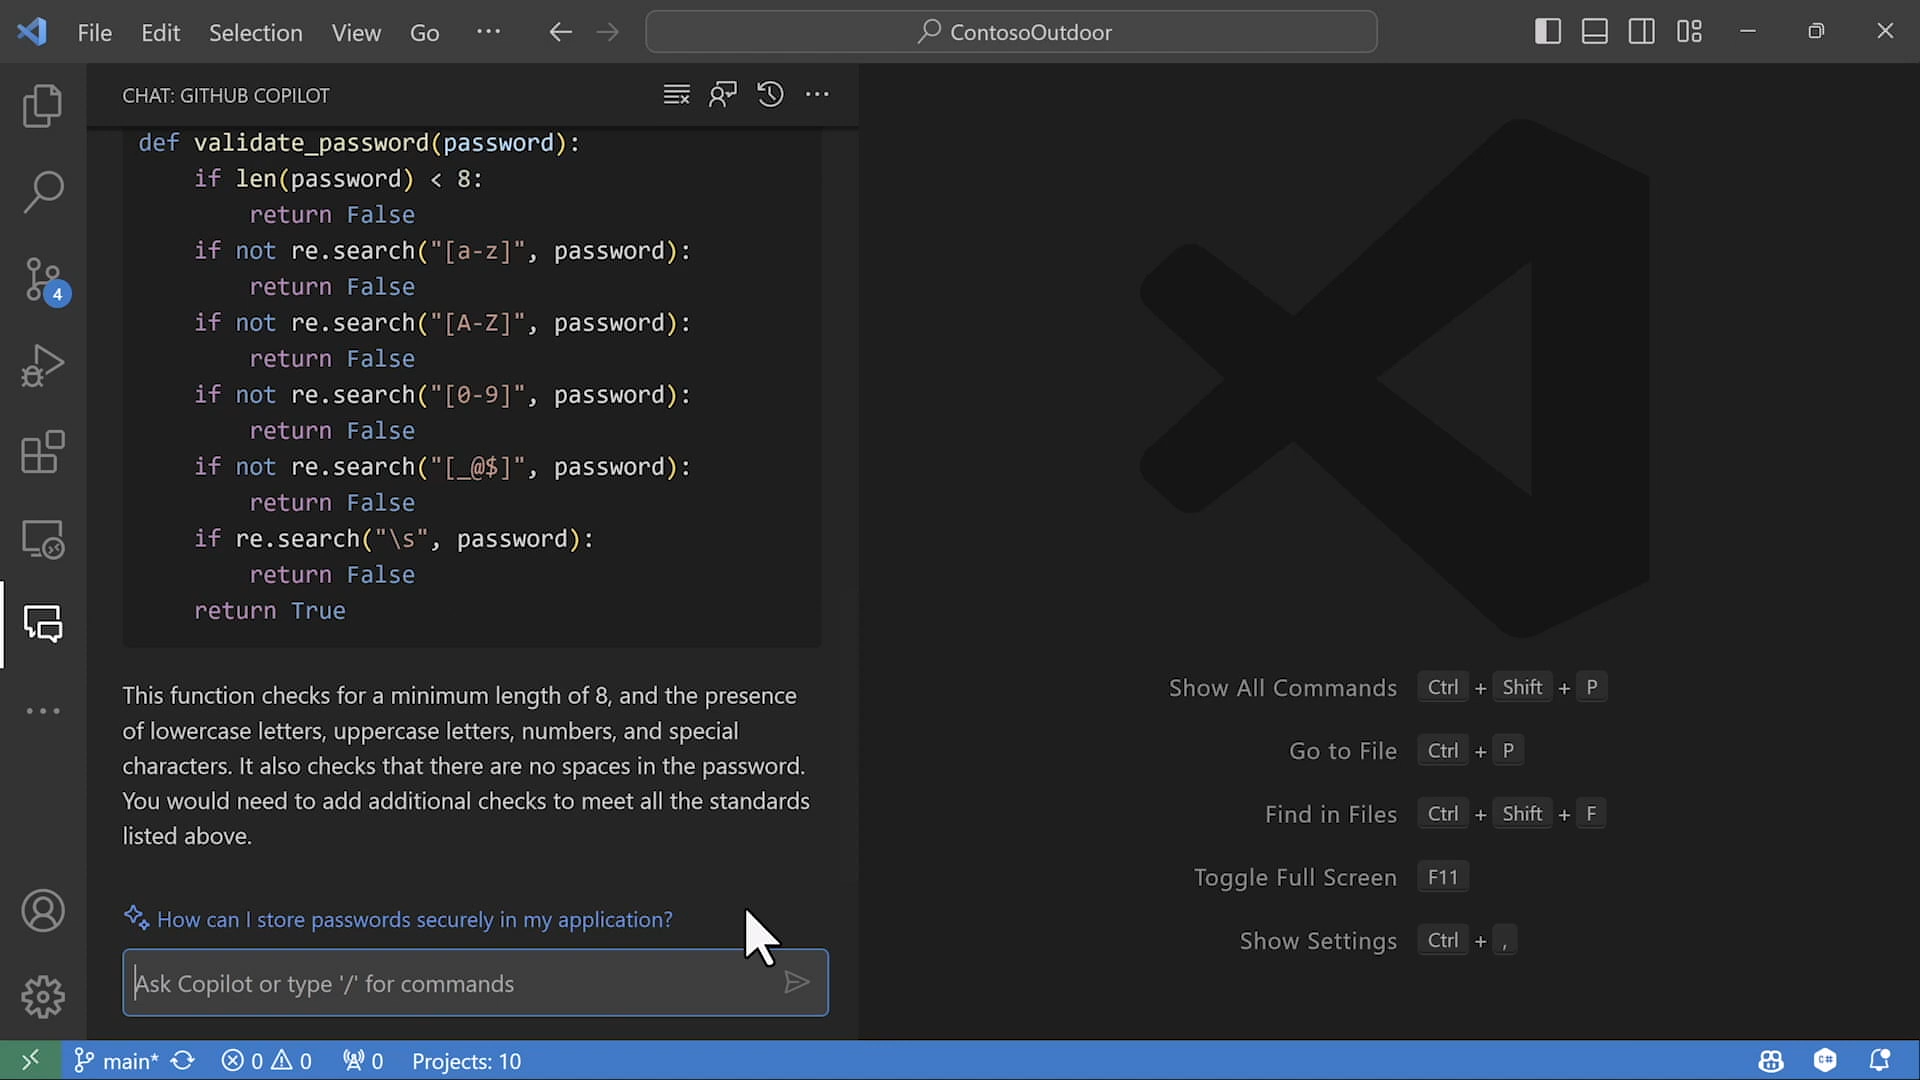 File Edit Selection View Go ··· ContosoOutdoor
CHAT: GITHUB COPILOT
def validate_password(password):
    if len(password) < 8:
        return False
    if not re.search("[a-z]", password):
        return False
    if not re.search("[A-Z]", password):
        return False
    if not re.search("[0-9]", password):
        return False
    if not re.search("[_@$]", password):
        return False
    if re.search("\s", password):
        return False
    return True
4
This function checks for a minimum length of 8, and the presence
of lowercase letters, uppercase letters, numbers, and special
characters. It also checks that there are no spaces in the password.
You would need to add additional checks to meet all the standards
listed above.
How can I store passwords securely in my application?
Ask Copilot or type '/' for commands
Show All Commands Ctrl + Shift + P
Go to File Ctrl + P
Find in Files Ctrl + Shift + F
Toggle Full Screen F11
Show Settings Ctrl + ,
main* 0 0 0 Projects: 10 C#